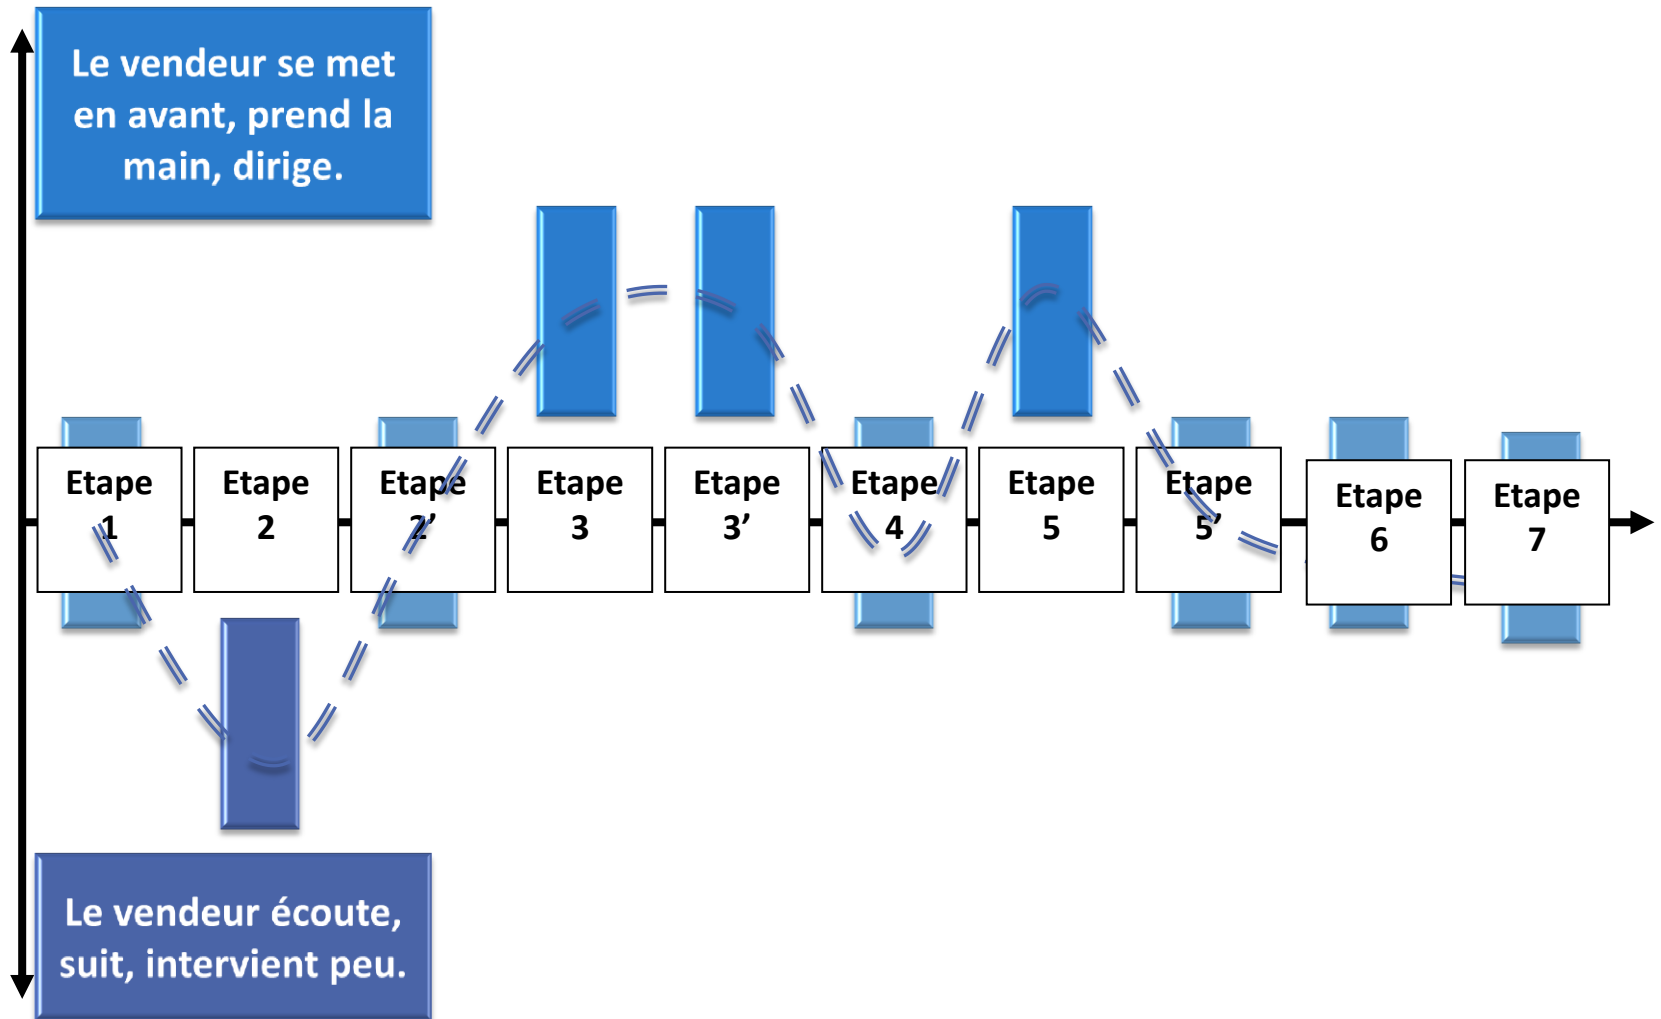 Le vendeur se met
en avant, prend la
main, dirige.
Etape
1
Etape
2
Etape
2’
Etape
3
Etape
3’
Etape
4
Etape
5
Etape
5’
Etape
6
Etape
7
Le vendeur écoute,
suit, intervient peu.